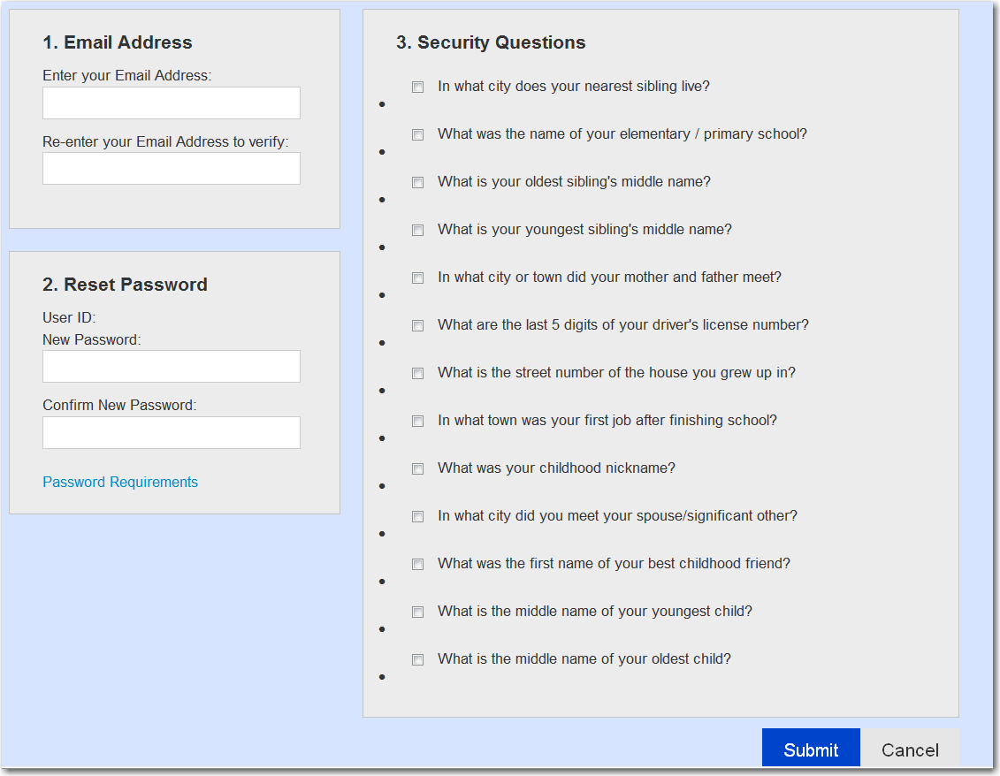 1. Email Address
Enter your Email Address:
Re-enter your Email Address to verify:
2. Reset Password
User ID:
New Password:
Confirm New Password:
Password Requirements
3. Security Questions
In what city does your nearest sibling live?
What was the name of your elementary / primary school?
What is your oldest sibling's middle name?
What is your youngest sibling's middle name?
In what city or town did your mother and father meet?
What are the last 5 digits of your driver's license number?
What is the street number of the house you grew up in?
In what town was your first job after finishing school?
What was your childhood nickname?
In what city did you meet your spouse/significant other?
What was the first name of your best childhood friend?
What is the middle name of your youngest child?
What is the middle name of your oldest child?
Submit
Cancel